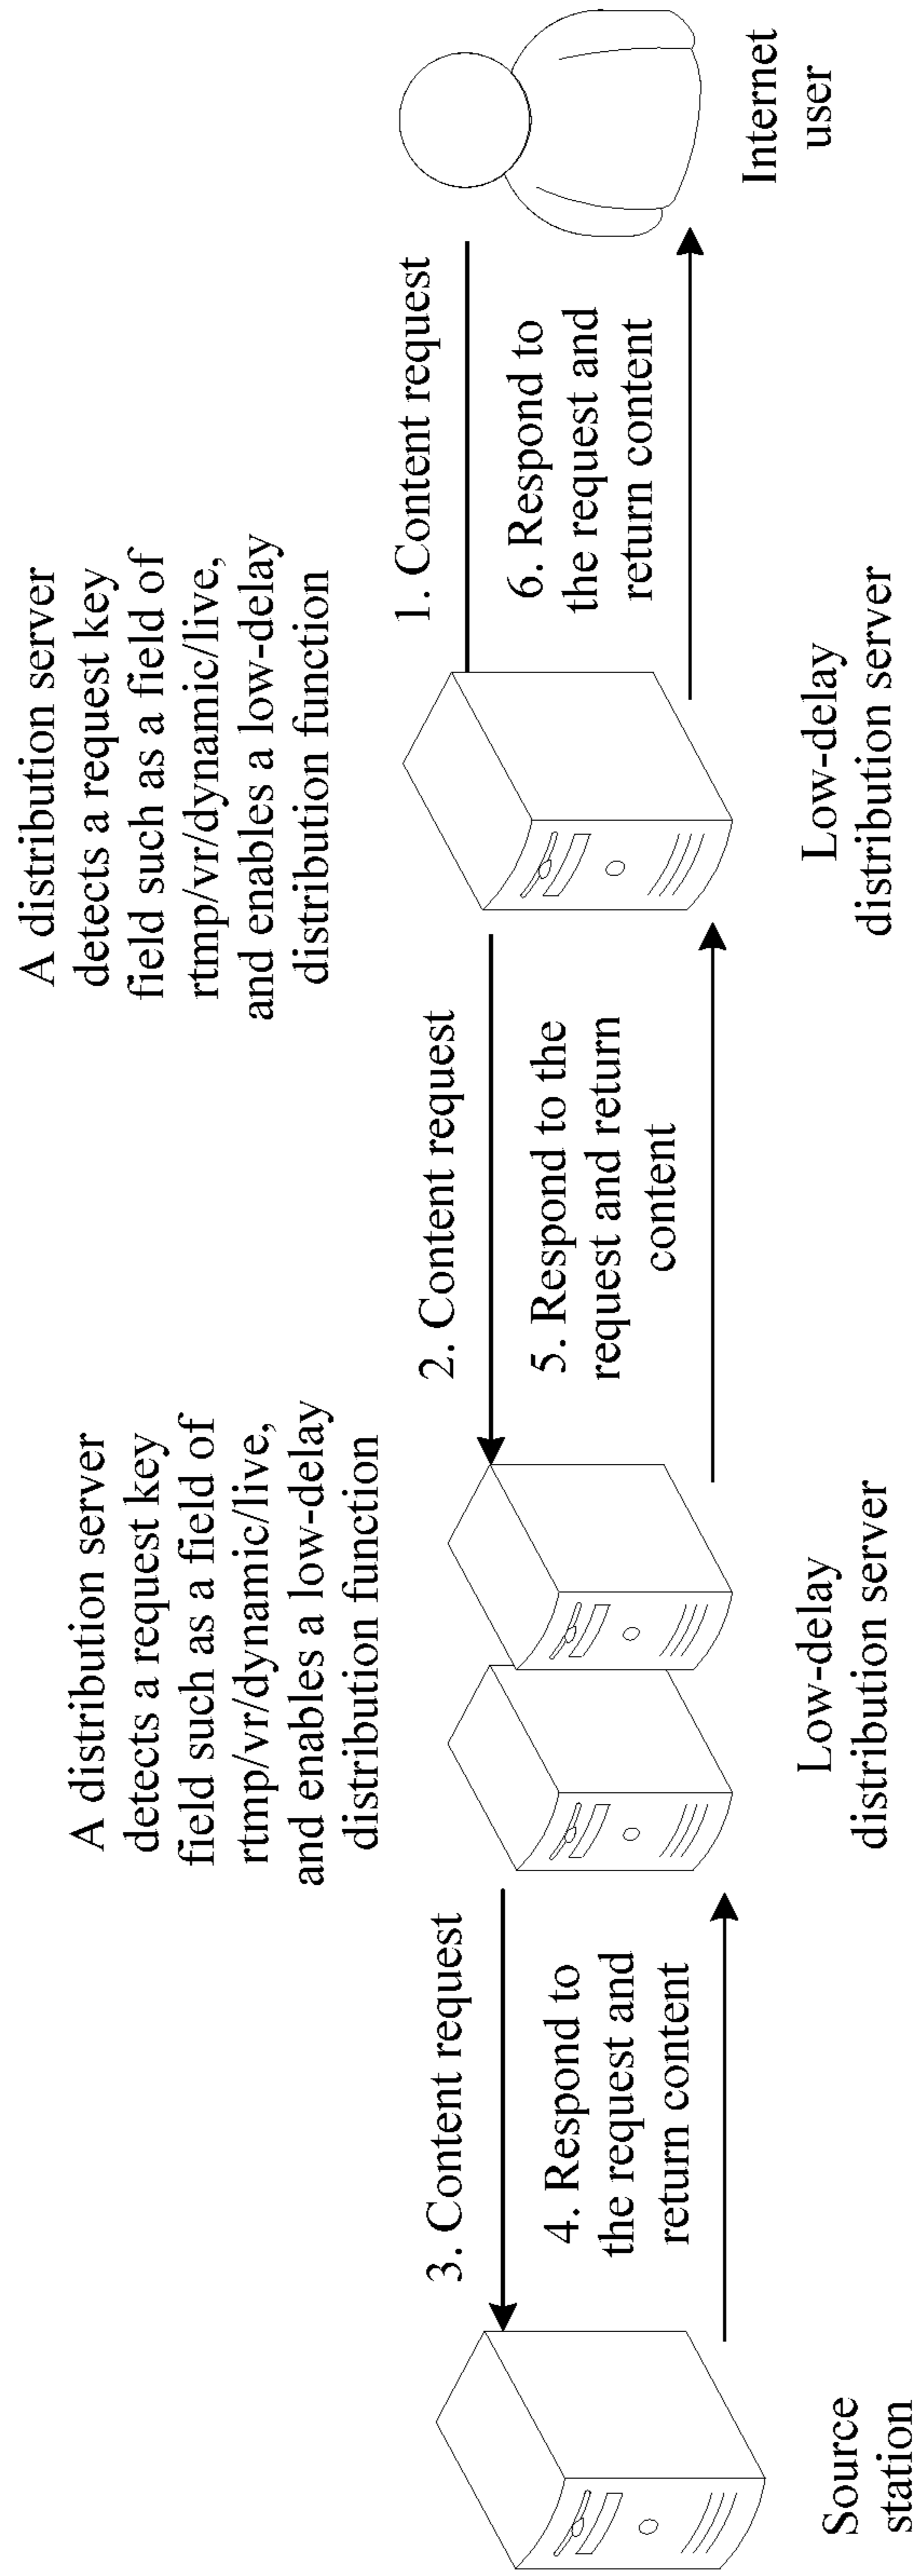 A distribution server
detects a request key
field such as a field of
rtmp/vr/dynamic/live,
and enables a low-delay
distribution function
A distribution server
detects a request key
field such as a field of
rtmp/vr/dynamic/live,
and enables a low-delay
distribution function
3. Content request
2. Content request
1. Content request
4. Respond to
the request and
return content
5. Respond to the
request and return
content
6. Respond to
the request and
return content
Source
station
Low-delay
distribution server
Low-delay
distribution server
Internet
user